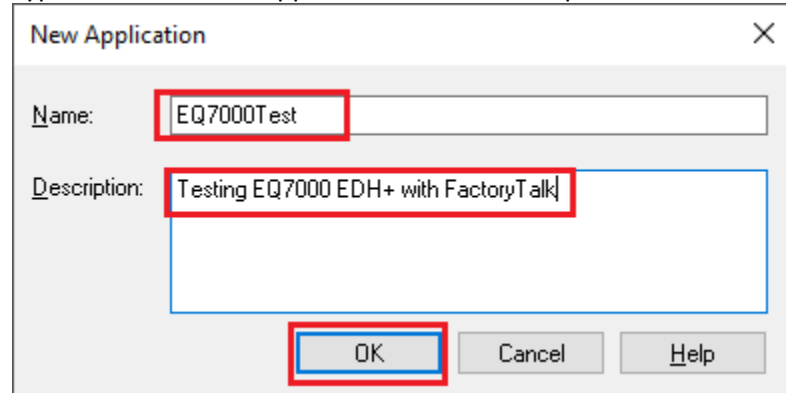 New Application
Name: EQ7000Test
Description: Testing EQ7000 EDH+ with FactoryTalk
OK Cancel Help